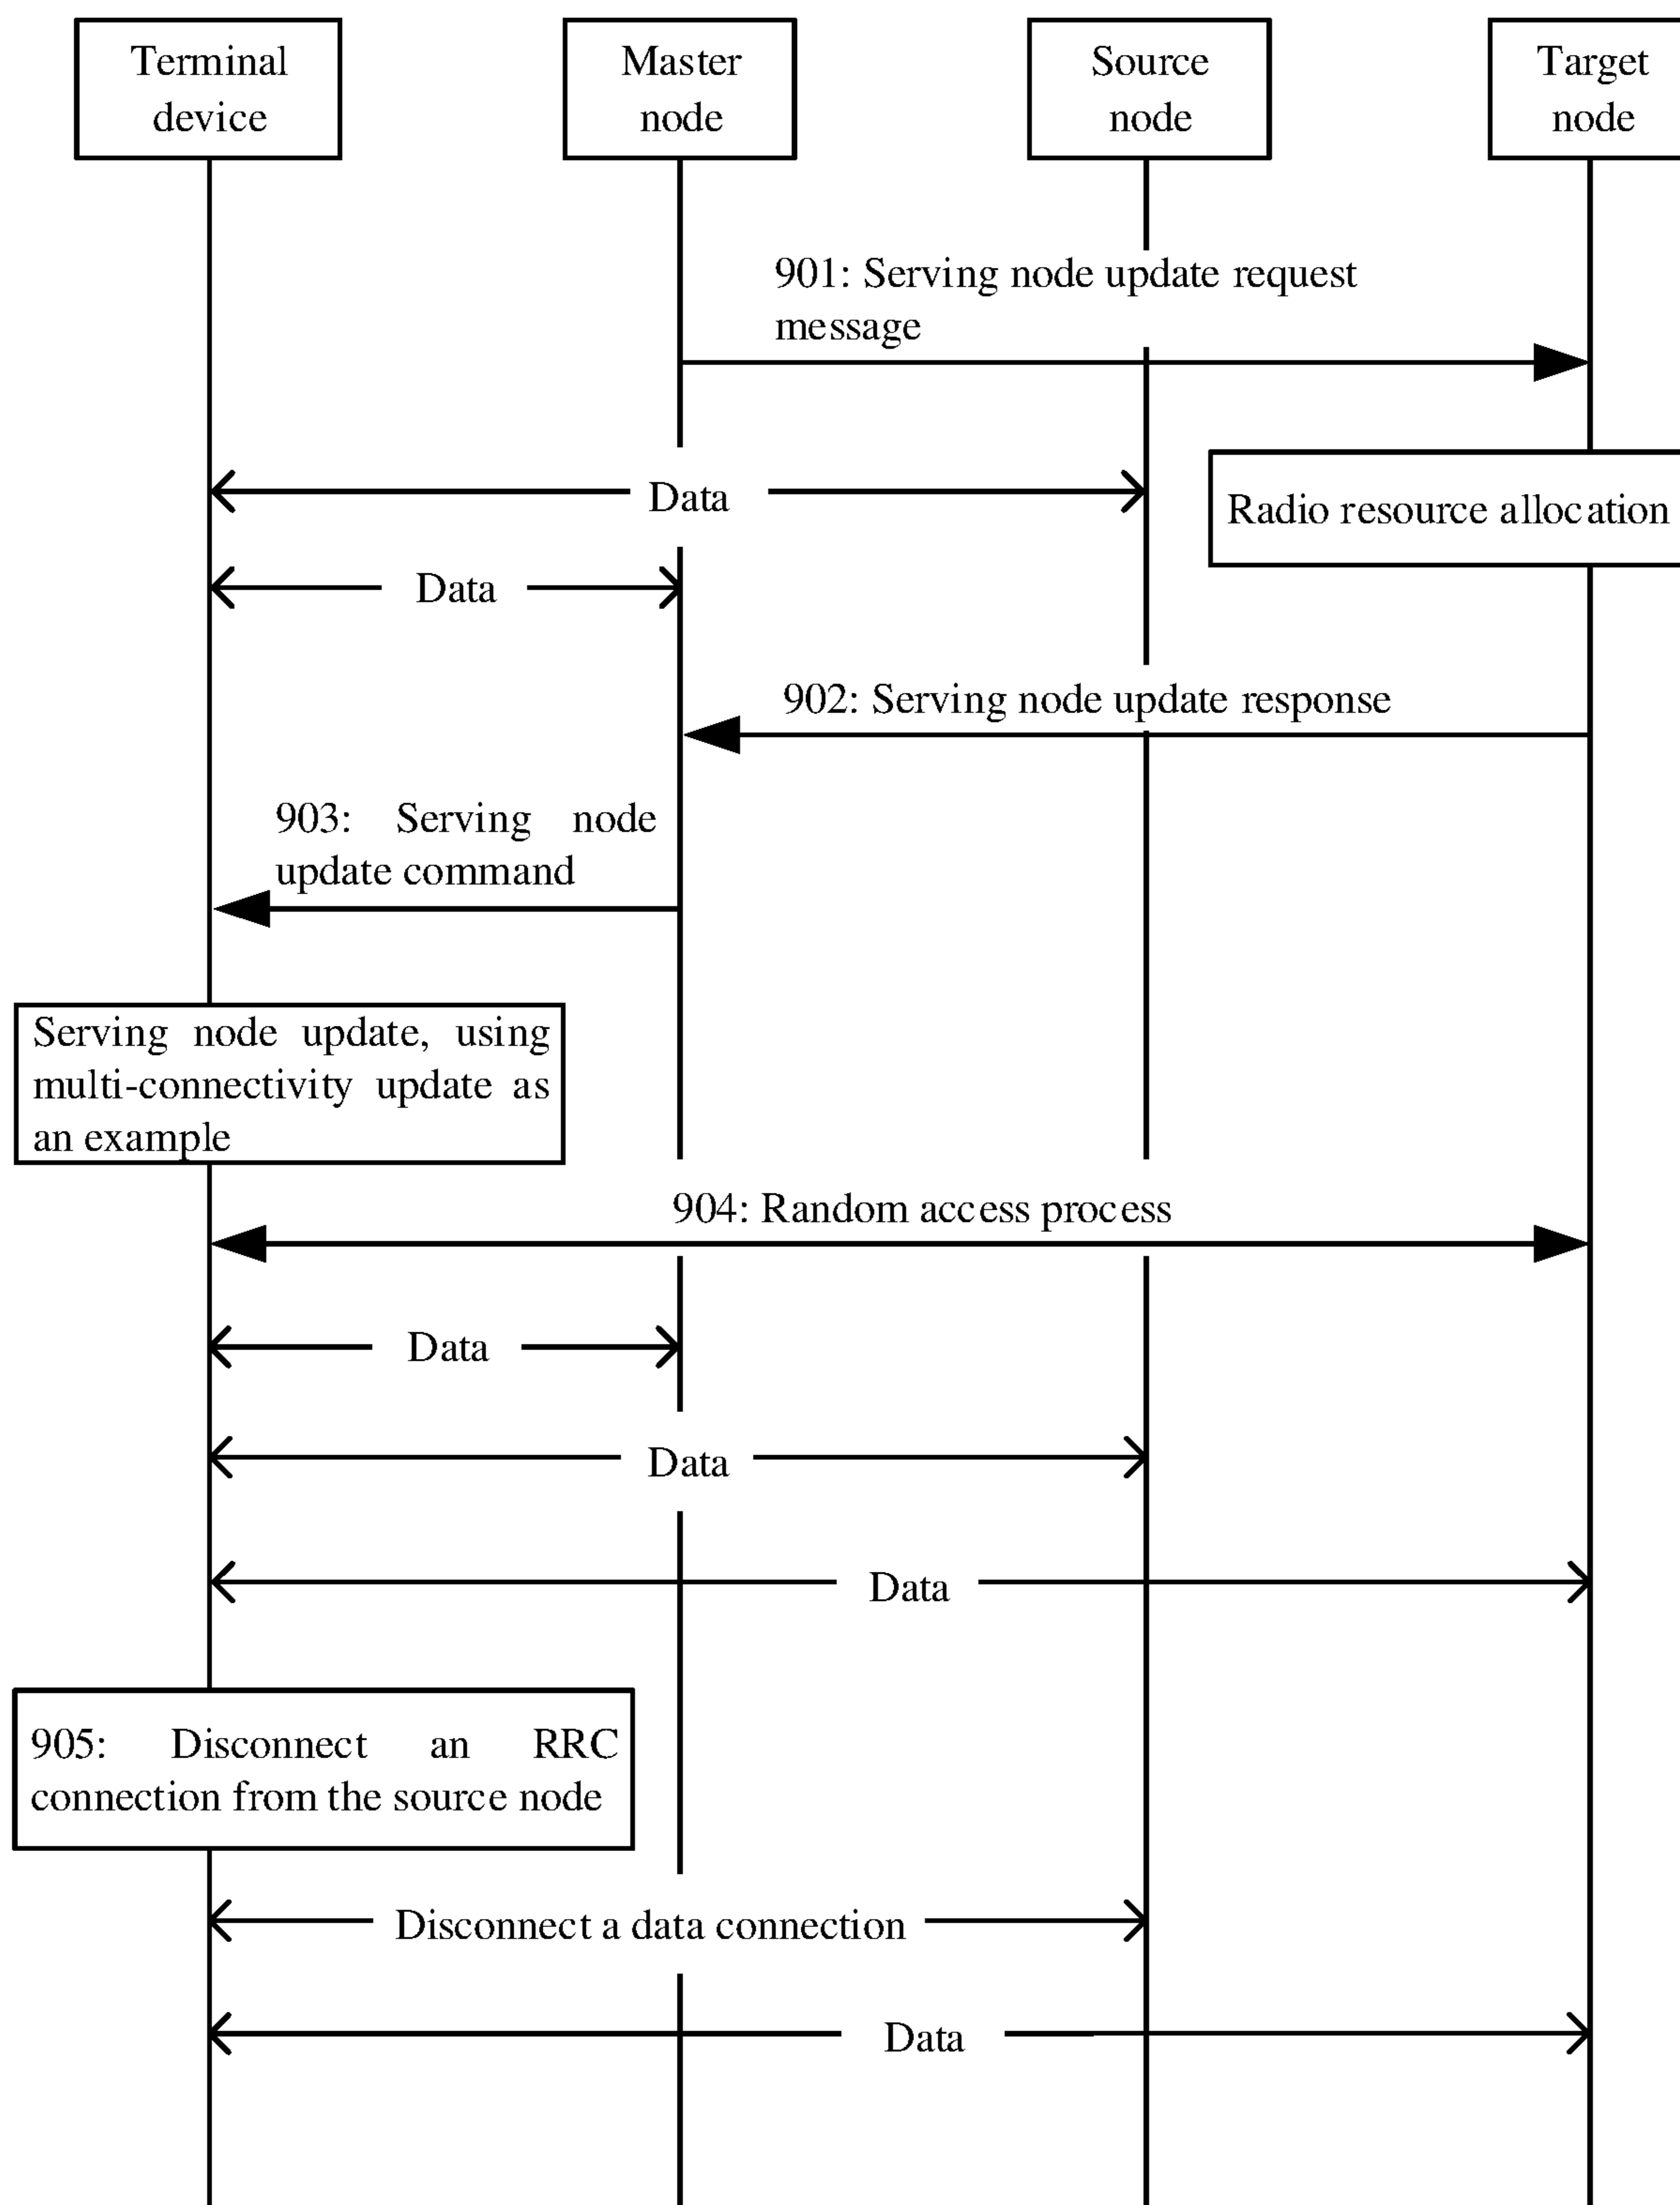 Terminal
device
Master
node
Source
node
Target
node
901: Serving node update request
message
Data
Radio resource allocation
Data
902: Serving node update response
903: Serving node
update command
Serving node update, using
multi-connectivity update as
an example
904: Random access process
Data
Data
Data
905: Disconnect an RRC
connection from the source node
Disconnect a data connection
Data